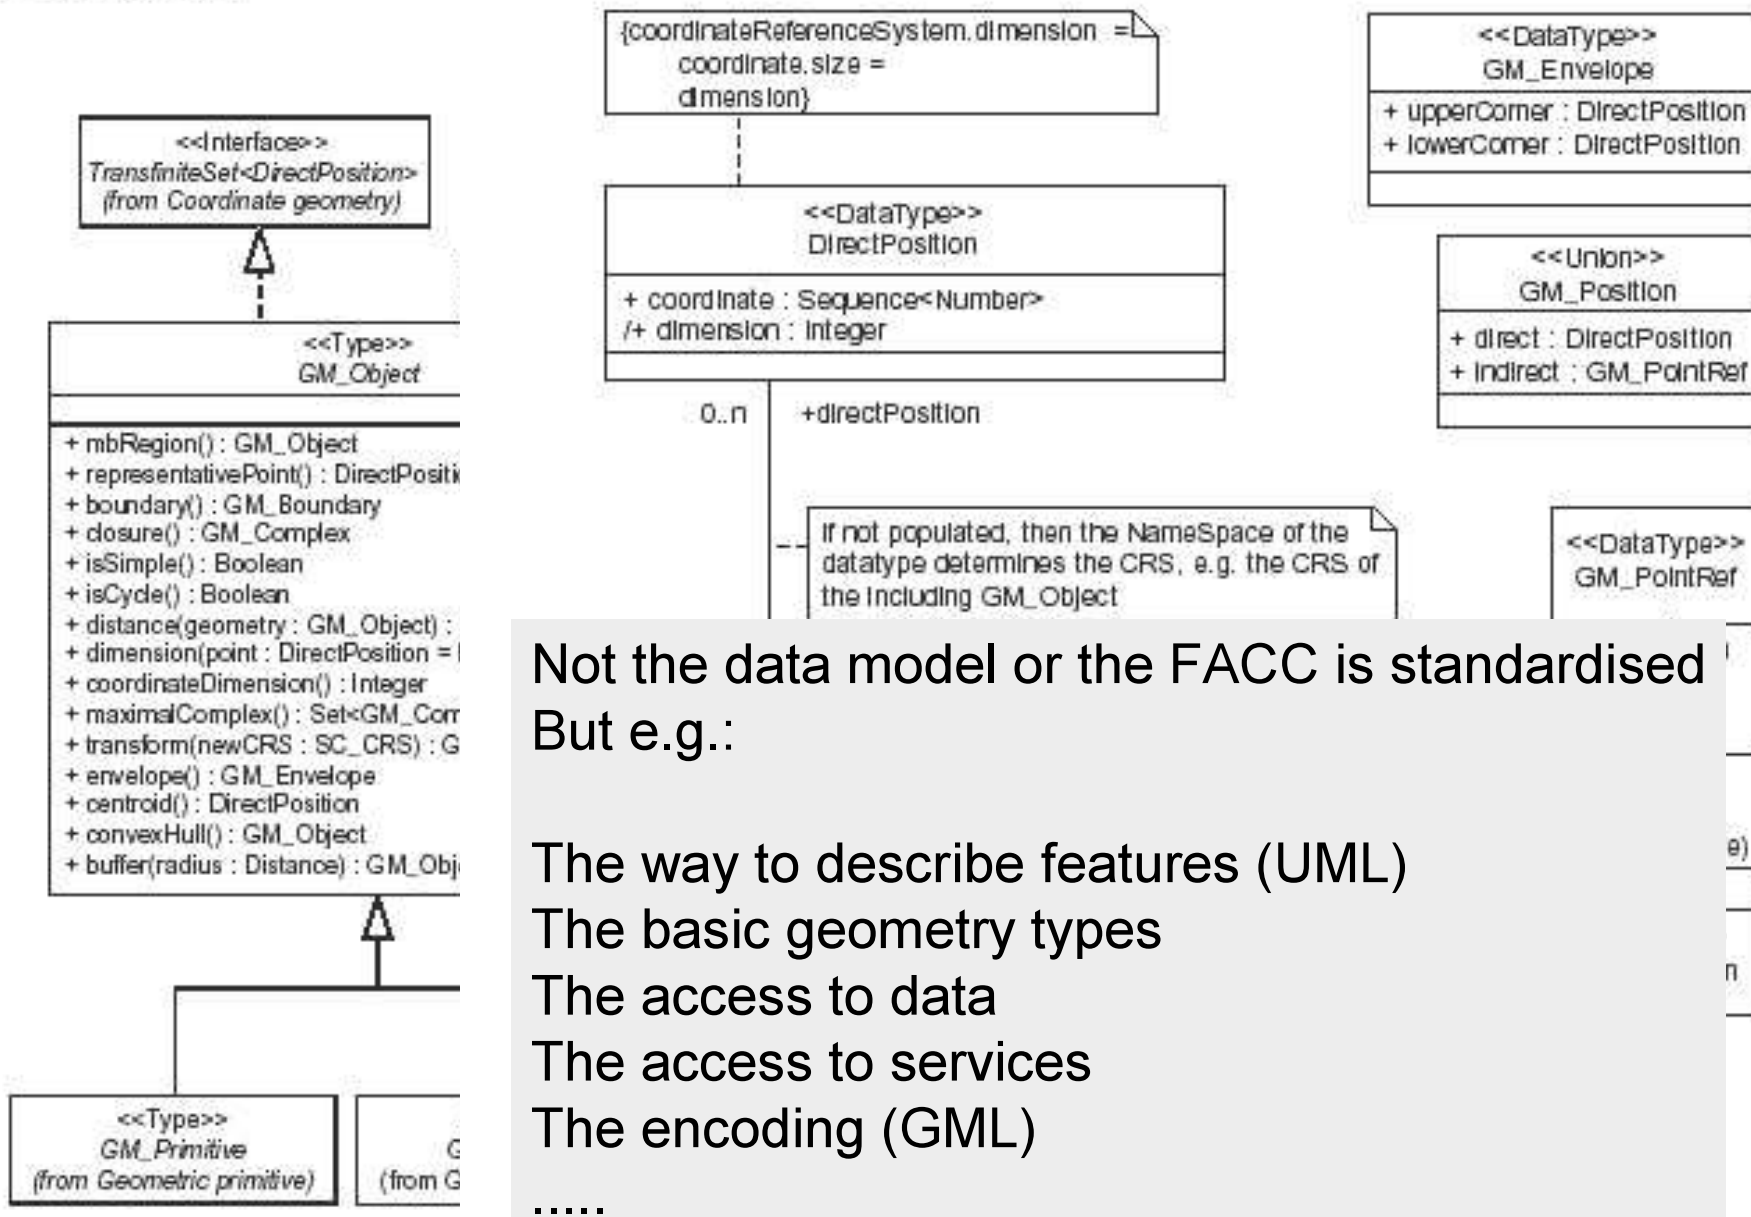 {coordinateReferenceSystem.dimension =
coordinate.size =
dimension}
<<DataType>>
GM_Envelope
+ upperCorner : DirectPosition
+ lowerCorner : DirectPosition
<<Interface>>
TransfiniteSet<DirectPosition>
(from Coordinate geometry)
<<DataType>>
DirectPosition
+ coordinate : Sequence<Number>
/+ dimension : Integer
<<Union>>
GM_Position
+ direct : DirectPosition
+ indirect : GM_PointRef
<<Type>>
GM_Object
+ mbRegion() : GM_Object
+ representativePoint() : DirectPositi
+ boundary() : GM_Boundary
+ closure() : GM_Complex
+ isSimple() : Boolean
+ isCycle() : Boolean
+ distance(geometry : GM_Object) :
+ dimension(point : DirectPosition =
+ coordinateDimension() : Integer
+ maximalComplex() : Set<GM_Com
+ transform(newCRS : SC_CRS) : G
+ envelope() : GM_Envelope
+ centroid() : DirectPosition
+ convexHull() : GM_Object
+ buffer(radius : Distance) : GM_Obj
0..n
+directPosition
If not populated, then the NameSpace of the
datatype determines the CRS, e.g. the CRS of
the including GM_Object
<<DataType>>
GM_PointRef
Not the data model or the FACC is standardised
But e.g.:
The way to describe features (UML)
The basic geometry types
The access to data
The access to services
The encoding (GML)
.....
e)
n
<<Type>>
GM_Primitive
(from Geometric primitive)
G
(from G